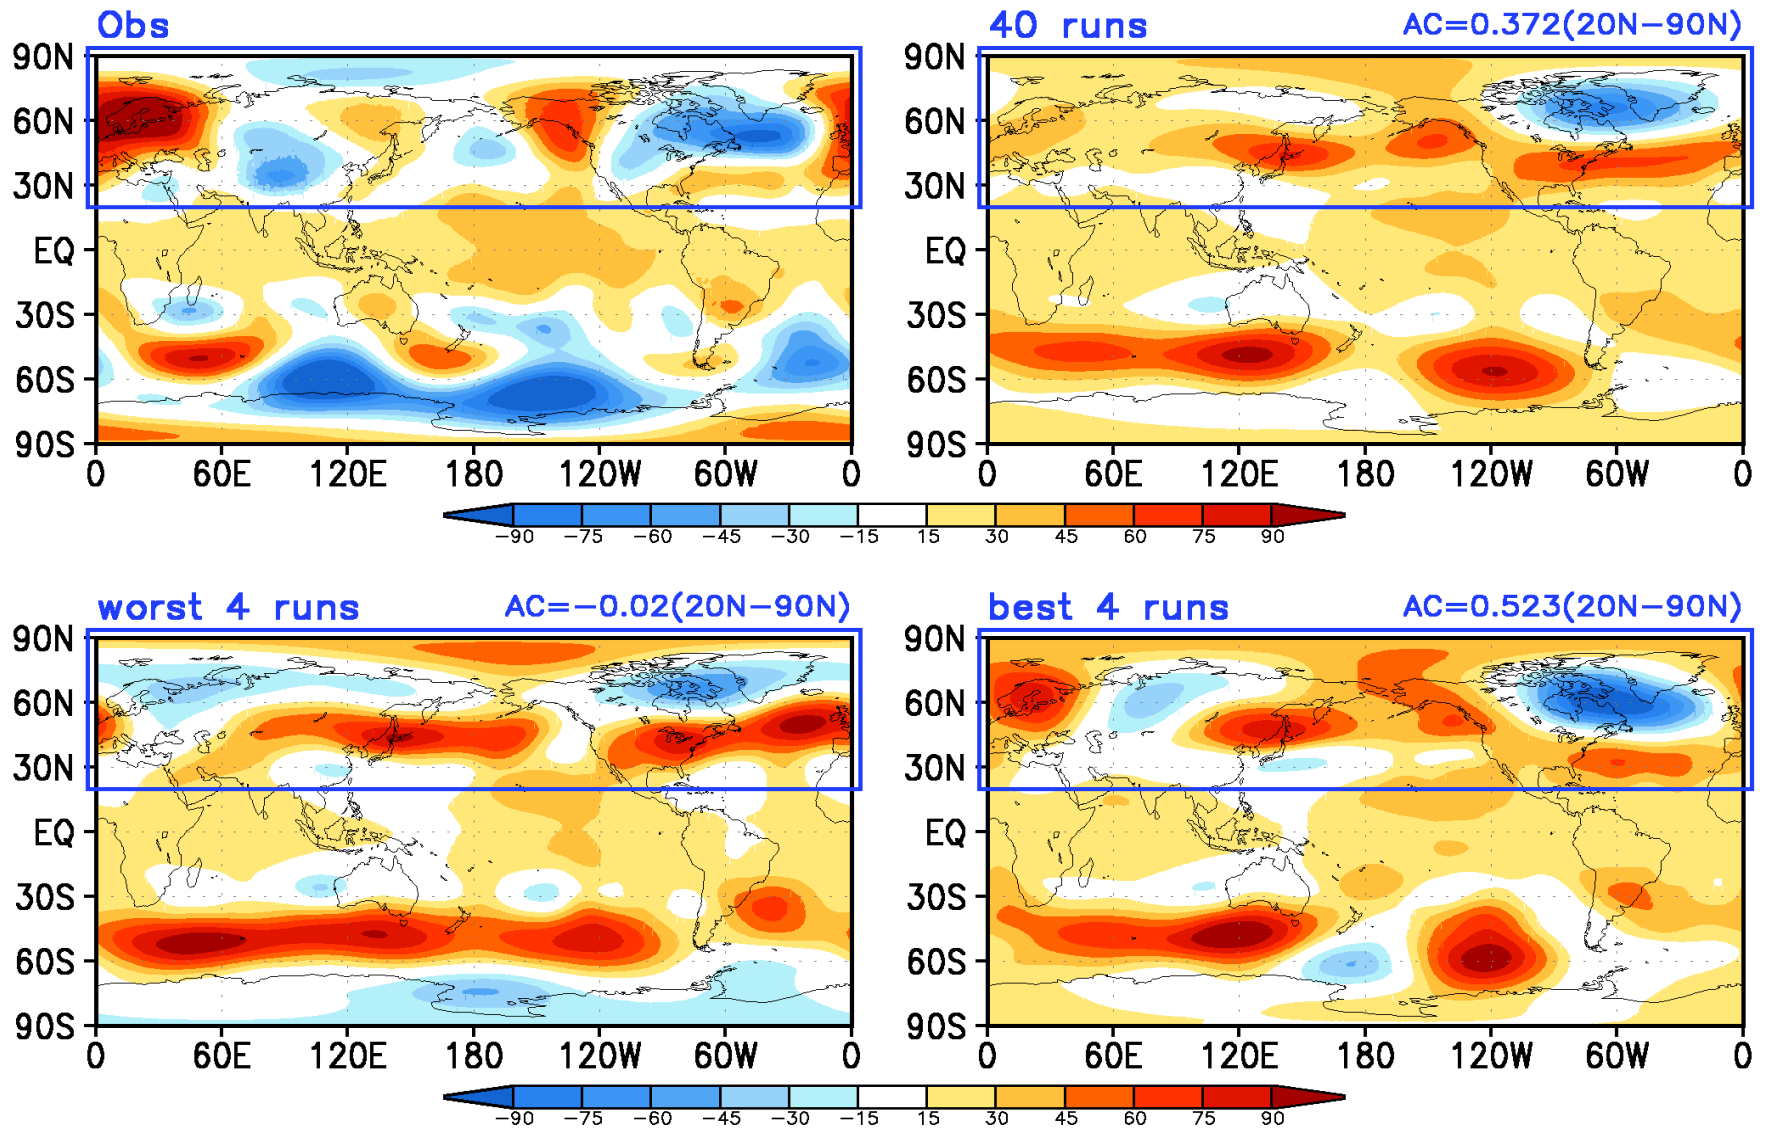 Obs
40 runs AC=0.372(20N−90N)
90N 90N
60N 60N
30N 30N
EQ EQ
30S 30S
60S 60S
90S 90S
0 60E 120E 180 120W 60W 0 0 60E 120E 180 120W 60W 0
−90 −75 −60 −45 −30 −15 15 30 45 60 75 90
worst 4 runs AC=−0.02(20N−90N) best 4 runs AC=0.523(20N−90N)
90N 90N
60N 60N
30N 30N
EQ EQ
30S 30S
60S 60S
90S 90S
0 60E 120E 180 120W 60W 0 0 60E 120E 180 120W 60W 0
−90 −75 −60 −45 −30 −15 15 30 45 60 75 90